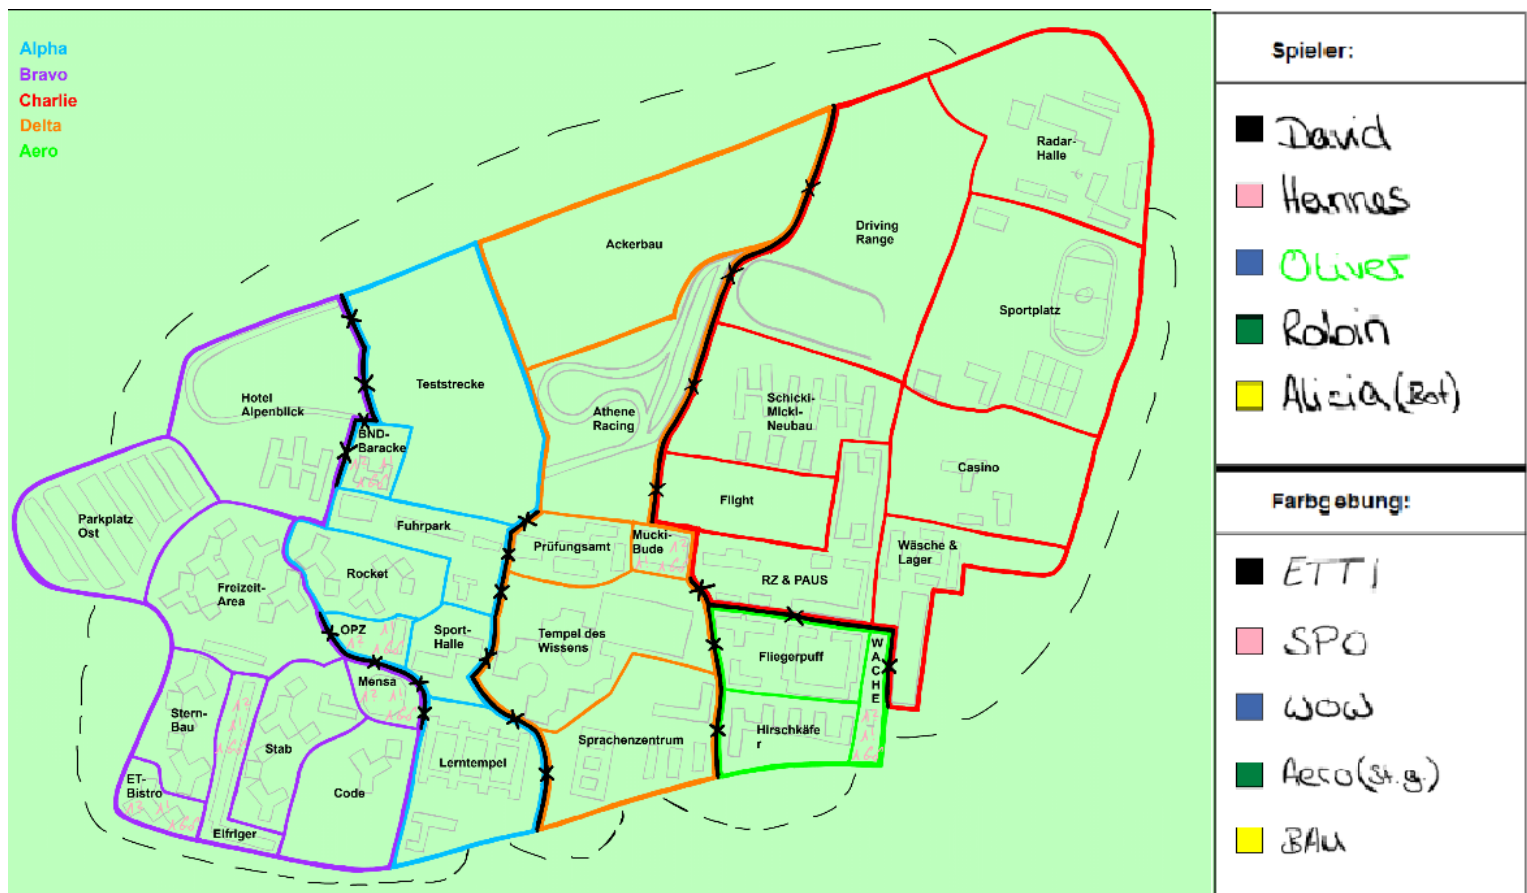 Alpha
Bravo
Charlie
Delta
Aero
Ackerbau
Driving
Range
Radar-
Halle
Sportplatz
Teststrecke
Hotel
Alpenblick
BND-
Baracke
Athene
Racing
Schicki-
Micki-
Neubau
Casino
Flight
Parkplatz
Ost
Fuhrpark
Prüfungsamt
Mucki-
Bude
Wäsche &
Lager
RZ & PAUS
Rocket
Freizeit-
Area
OPZ
Sport-
Halle
Tempel des
Wissens
Fliegerpuff
W
A
C
H
E
Mensa
Stern-
Bau
Stab
Lerntempel
Sprachenzentrum
Hirschkäfe
r
ET-
Bistro
Code
Elfriger
Spieler:
David
Hannes
Oliver
Robin
Alicia (Bot)
Farbgebung:
ETTI
SPO
WOW
Aero (St.g.)
BAU